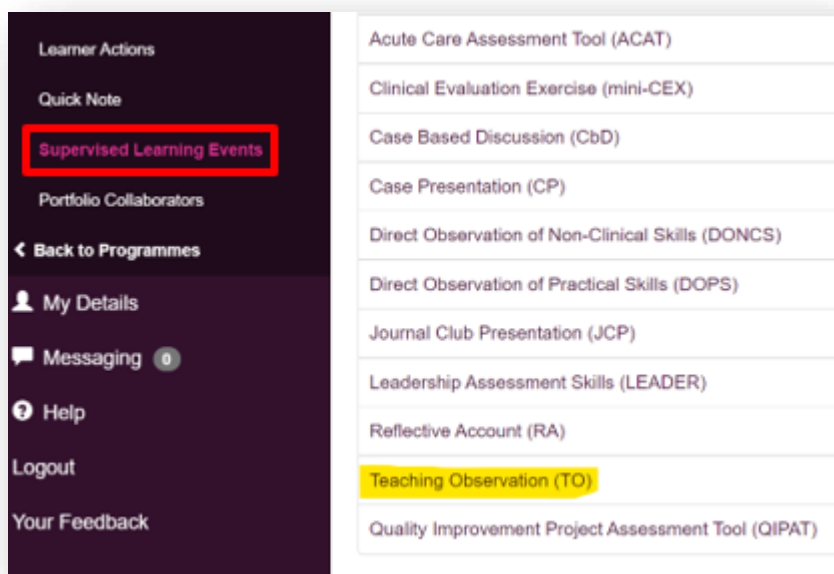 Learner Actions
Quick Note
Supervised Learning Events
Portfolio Collaborators
Back to Programmes
My Details
Messaging 0
Help
Logout
Your Feedback
Acute Care Assessment Tool (ACAT)
Clinical Evaluation Exercise (mini-CEX)
Case Based Discussion (CbD)
Case Presentation (CP)
Direct Observation of Non-Clinical Skills (DONCS)
Direct Observation of Practical Skills (DOPS)
Journal Club Presentation (JCP)
Leadership Assessment Skills (LEADER)
Reflective Account (RA)
Teaching Observation (TO)
Quality Improvement Project Assessment Tool (QIPAT)